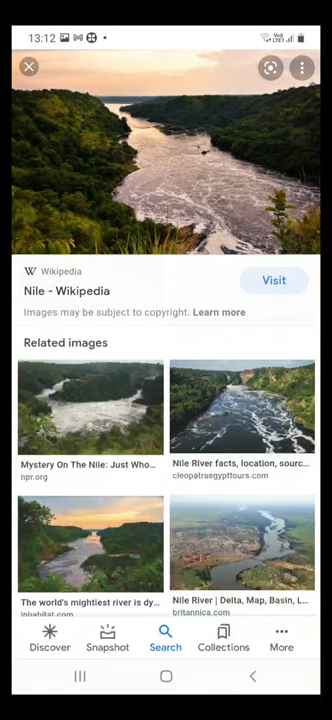 13:12
Wikipedia
Nile - Wikipedia
Visit
Images may be subject to copyright. Learn more
Related images
Mystery On The Nile: Just Who...
npr.org
Nile River facts, location, sourc...
cleopatraegypttours.com
The world's mightiest river is dy...
inhabitat.com
Nile River | Delta, Map, Basin, L...
britannica.com
Discover
Snapshot
Search
Collections
More